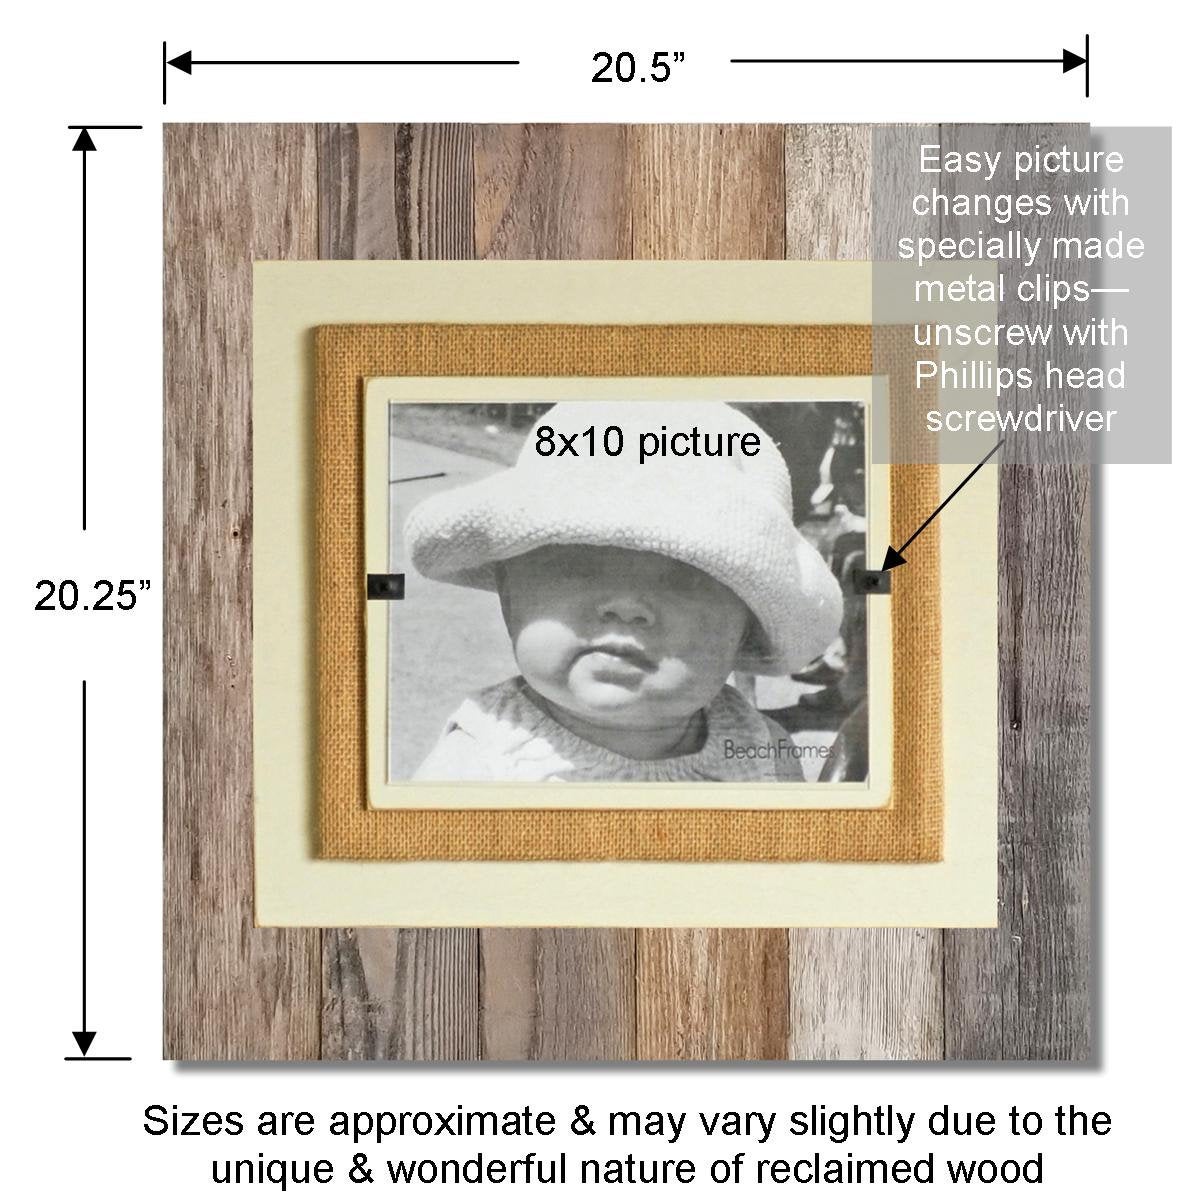 20.5”
Easy picture
changes with
specially made
metal clips—
unscrew with
Phillips head
screwdriver
8x10 picture
20.25”
BeachFrames
Sizes are approximate & may vary slightly due to the
unique & wonderful nature of reclaimed wood